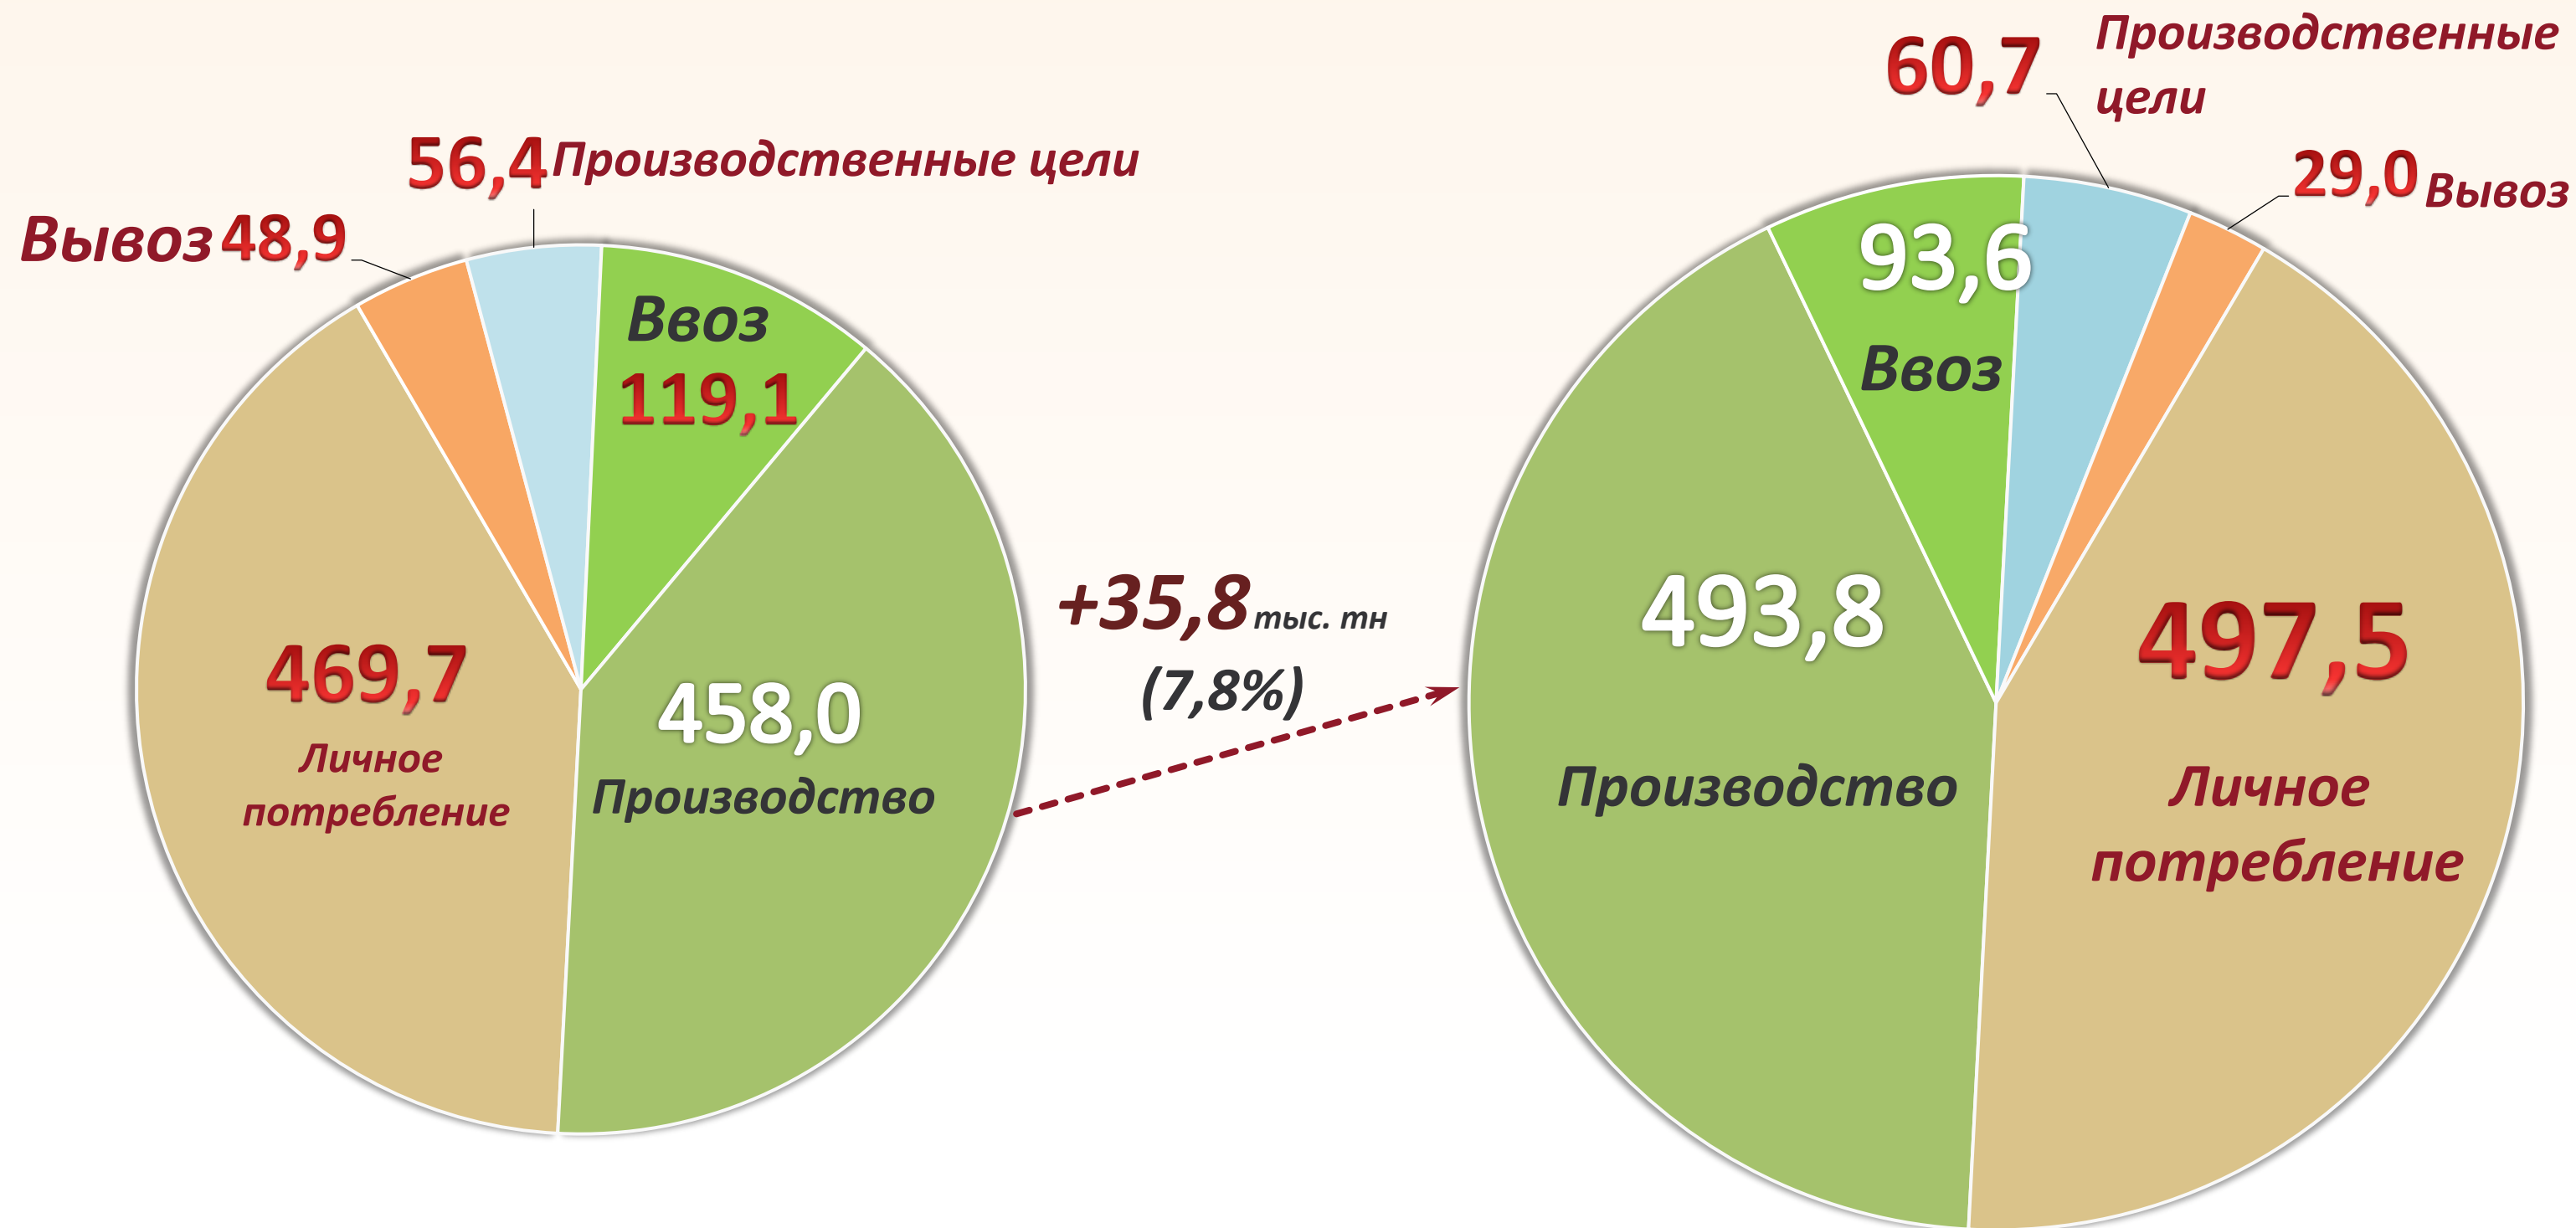 56,4 Производственные цели
Вывоз 48,9
Ввоз
119,1
469,7
Личное
потребление
458,0
Производство
+35,8 тыс. тн
(7,8%)
60,7
Производственные
цели
29,0 Вывоз
93,6
Ввоз
493,8
Производство
497,5
Личное
потребление